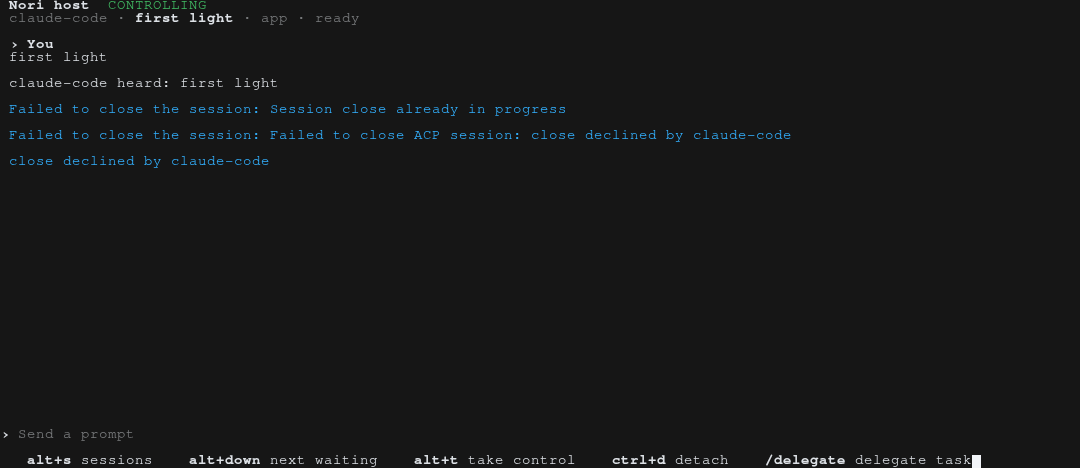 Nori host  CONTROLLING
claude-code · first light · app · ready
› You
first light
claude-code heard: first light
Failed to close the session: Session close already in progress
Failed to close the session: Failed to close ACP session: close declined by claude-code
close declined by claude-code
› Send a prompt
alt+s sessions    alt+down next waiting    alt+t take control    ctrl+d detach    /delegate delegate task